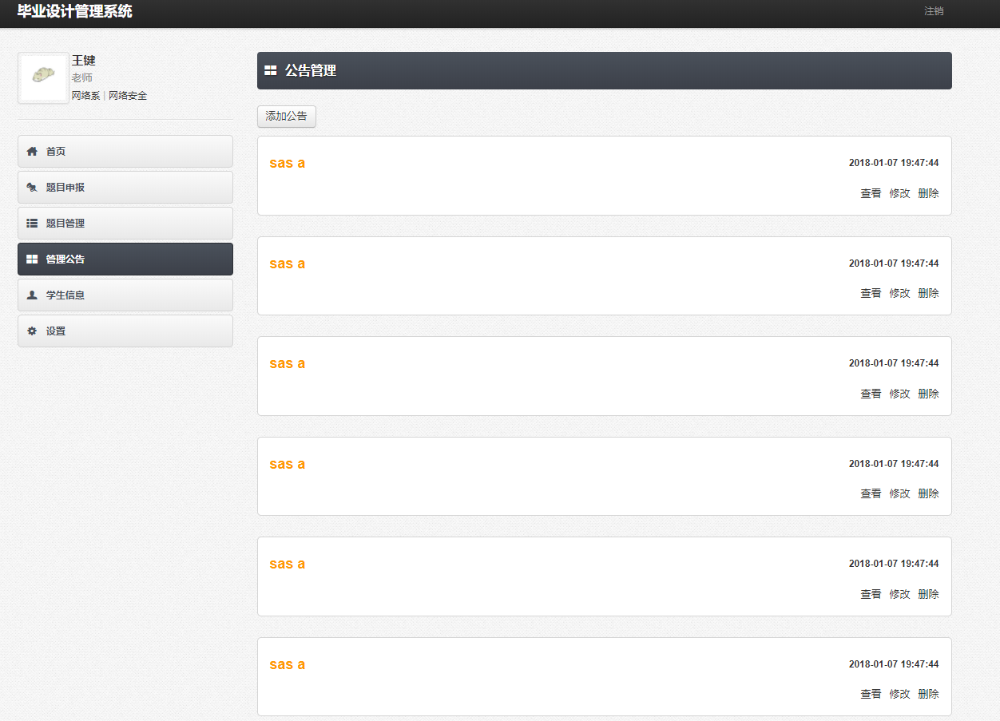 毕业设计管理系统
注销
王键
老师
网络系 | 网络安全
首页
题目申报
题目管理
管理公告
学生信息
设置
公告管理
添加公告
sas a
2018-01-07 19:47:44
查看 修改 删除
sas a
2018-01-07 19:47:44
查看 修改 删除
sas a
2018-01-07 19:47:44
查看 修改 删除
sas a
2018-01-07 19:47:44
查看 修改 删除
sas a
2018-01-07 19:47:44
查看 修改 删除
sas a
2018-01-07 19:47:44
查看 修改 删除